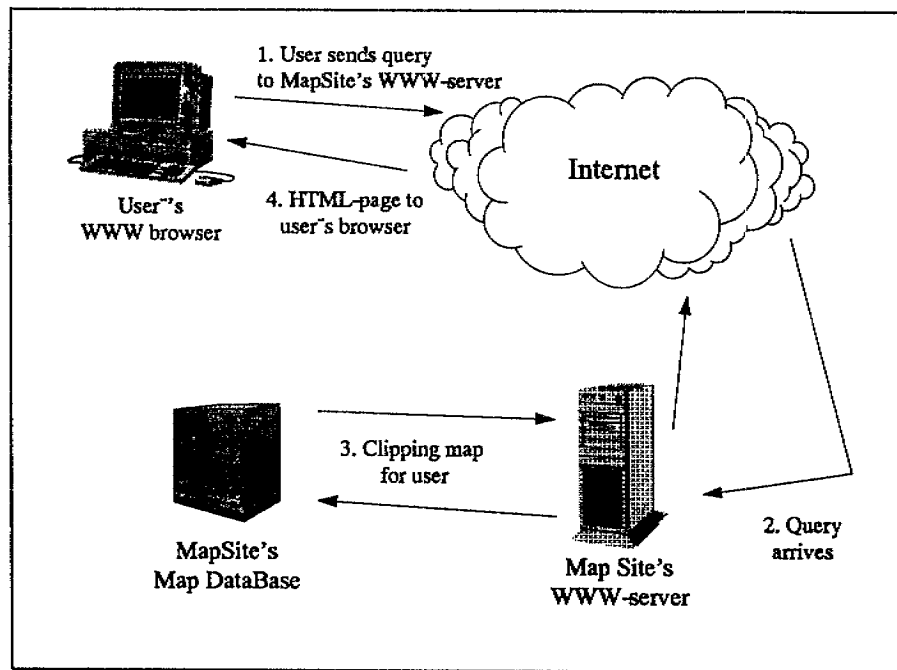 1. User sends query
to MapSite's WWW-server
Internet
4. HTML-page to
user¨s browser
User¨'s
WWW browser
3. Clipping map
for user
2. Query
arrives
MapSite's
Map DataBase
Map Site's
WWW-server